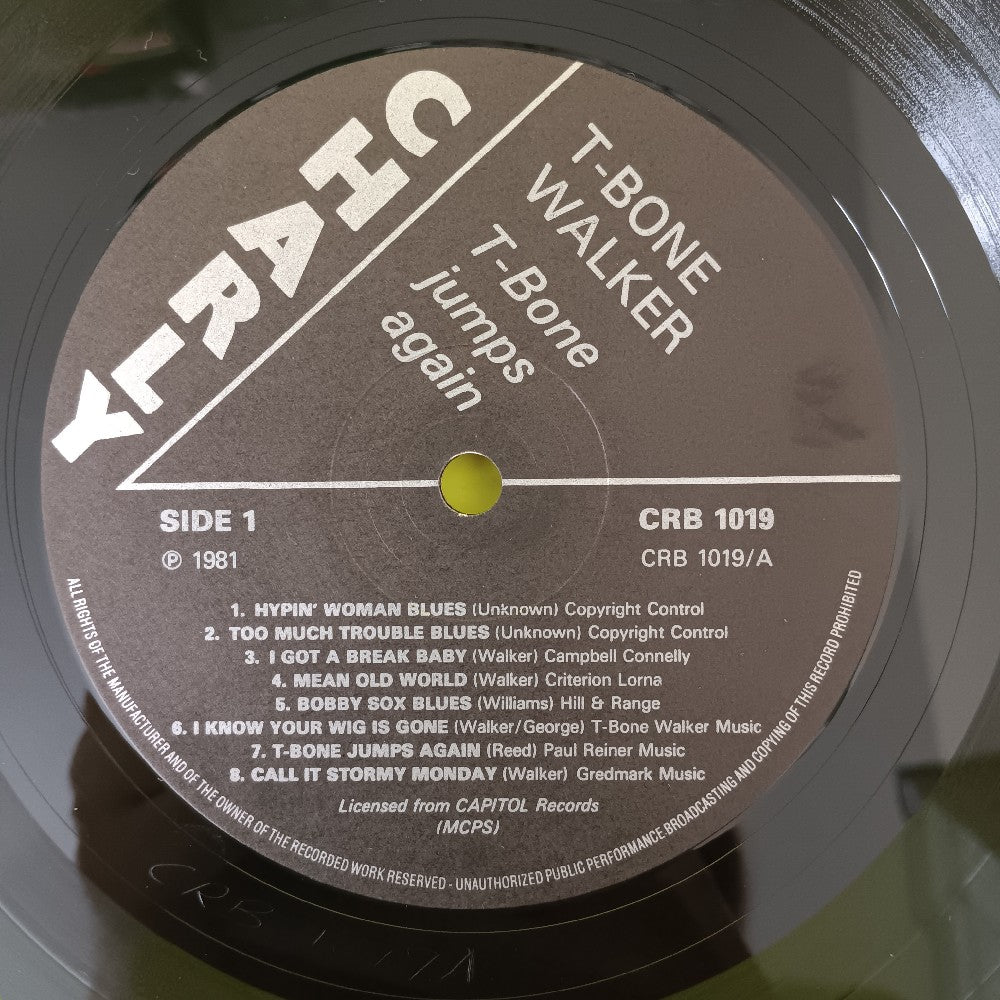 CHARLY
T-BONE
WALKER
T-Bone
jumps
again
SIDE 1
℗ 1981
CRB 1019
CRB 1019/A
1. HYPIN' WOMAN BLUES (Unknown) Copyright Control
2. TOO MUCH TROUBLE BLUES (Unknown) Copyright Control
3. I GOT A BREAK BABY (Walker) Campbell Connelly
4. MEAN OLD WORLD (Walker) Criterion Lorna
5. BOBBY SOX BLUES (Williams) Hill & Range
6. I KNOW YOUR WIG IS GONE (Walker/George) T-Bone Walker Music
7. T-BONE JUMPS AGAIN (Reed) Paul Reiner Music
8. CALL IT STORMY MONDAY (Walker) Gredmark Music
Licensed from CAPITOL Records
(MCPS)
ALL RIGHTS OF THE MANUFACTURER AND OF THE OWNER OF THE RECORDED WORK RESERVED - UNAUTHORIZED PUBLIC PERFORMANCE BROADCASTING AND COPYING OF THIS RECORD PROHIBITED
CRB